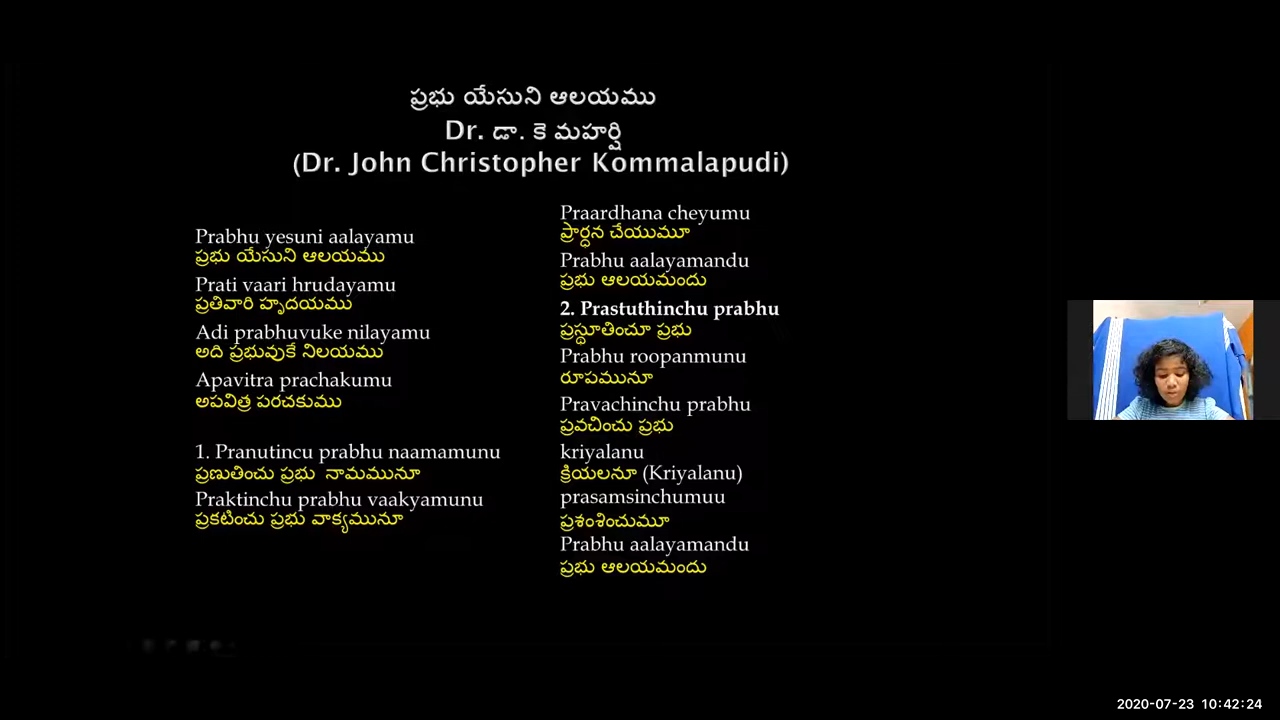 ప్రభు యేసుని ఆలయము
Dr. డా. కె మహర్షి
(Dr. John Christopher Kommalapudi)
Prabhu yesuni aalayamu
ప్రభు యేసుని ఆలయము
Prati vaari hrudayamu
ప్రతివారి హృదయము
Adi prabhuvuke nilayamu
అది ప్రభువుకే నిలయము
Apavitra prachakumu
అపవిత్ర పరచకుము
1. Pranutincu prabhu naamamunu
ప్రణుతించు ప్రభు నామమునూ
Praktinchu prabhu vaakyamunu
ప్రకటించు ప్రభు వాక్యమునూ
Praardhana cheyumu
ప్రార్ధన చేయుమూ
Prabhu aalayamandu
ప్రభు ఆలయమందు
2. Prastuthinchu prabhu
ప్రస్థూతించూ ప్రభు
Prabhu roopanmunu
రూపమునూ
Pravachinchu prabhu
ప్రవచించు ప్రభు
kriyalanu
క్రియలనూ (Kriyalanu)
prasamsinchumuu
ప్రశంశించుమూ
Prabhu aalayamandu
ప్రభు ఆలయమందు
2020-07-23 10:42:24